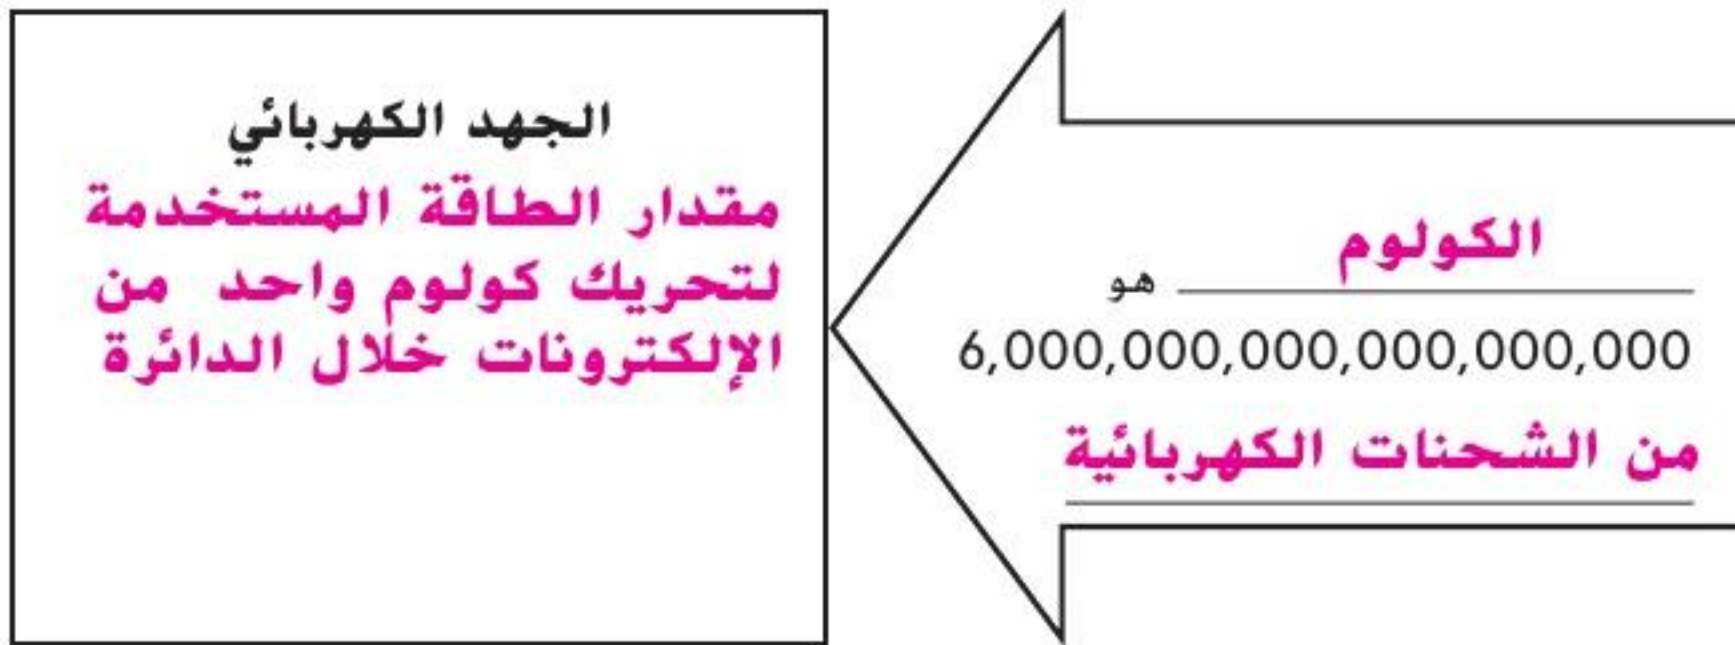 الكولوم هو
6,000,000,000,000,000,000
من الشحنات الكهربائية
الجهد الكهربائي
مقدار الطاقة المستخدمة
لتحريك كولوم واحد من
الإلكترونات خلال الدائرة